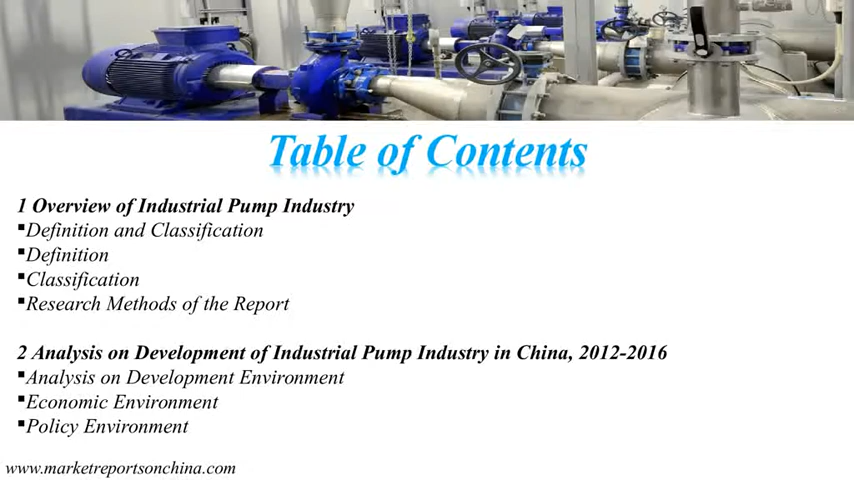 Table of Contents
1 Overview of Industrial Pump Industry
▪Definition and Classification
▪Definition
▪Classification
▪Research Methods of the Report
2 Analysis on Development of Industrial Pump Industry in China, 2012-2016
▪Analysis on Development Environment
▪Economic Environment
▪Policy Environment
www.marketreportsonchina.com